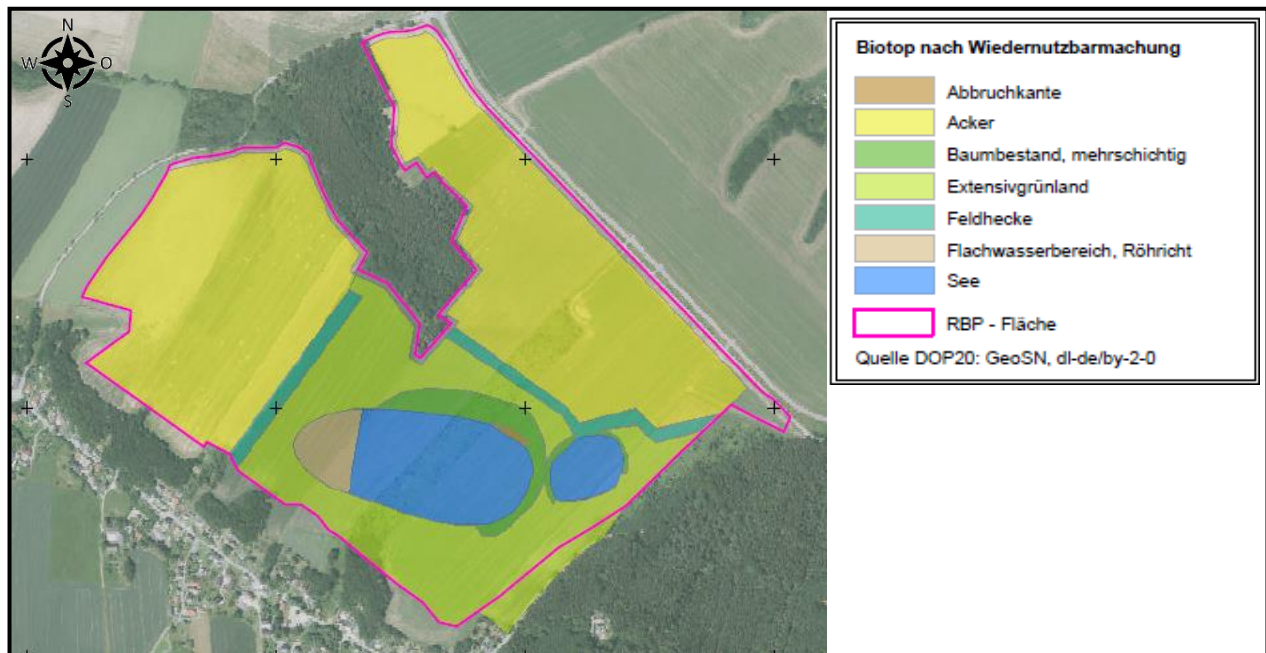 N
W O
S
Biotop nach Wiedernutzbarmachung
Abbruchkante
Acker
Baumbestand, mehrschichtig
Extensivgrünland
Feldhecke
Flachwasserbereich, Röhricht
See
RBP - Fläche
Quelle DOP20: GeoSN, dl-de/by-2-0